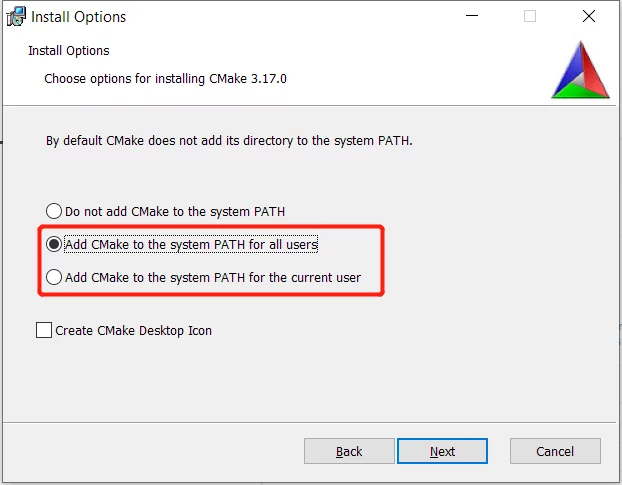 Install Options
Install Options
Choose options for installing CMake 3.17.0
By default CMake does not add its directory to the system PATH.
Do not add CMake to the system PATH
Add CMake to the system PATH for all users
Add CMake to the system PATH for the current user
Create CMake Desktop Icon
Back Next Cancel